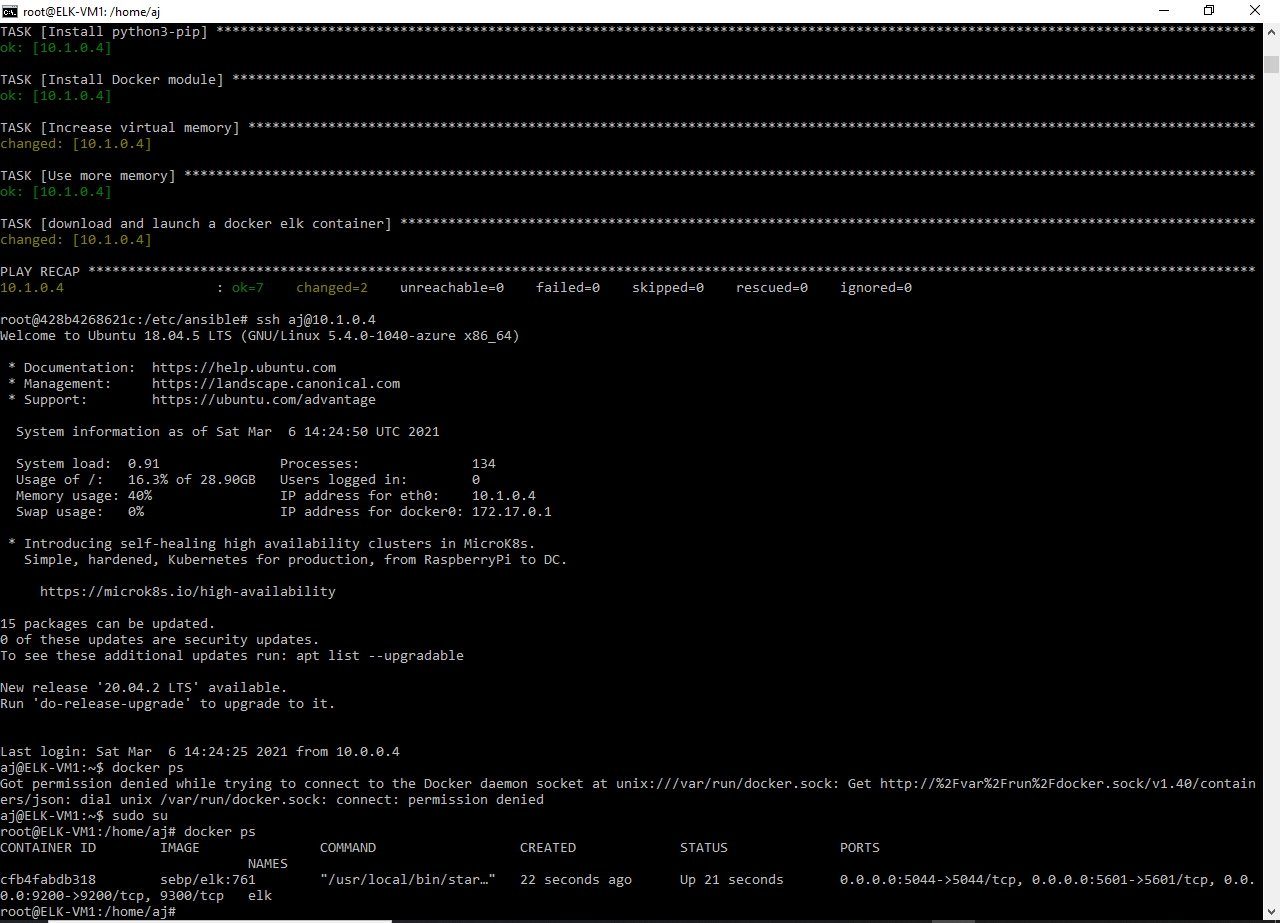 root@ELK-VM1: /home/aj
TASK [Install python3-pip] **********************************************************************************************************************************
ok: [10.1.0.4]
TASK [Install Docker module] ********************************************************************************************************************************
ok: [10.1.0.4]
TASK [Increase virtual memory] ******************************************************************************************************************************
changed: [10.1.0.4]
TASK [Use more memory] **************************************************************************************************************************************
ok: [10.1.0.4]
TASK [download and launch a docker elk container] ***********************************************************************************************************
changed: [10.1.0.4]
PLAY RECAP **************************************************************************************************************************************************
10.1.0.4                   : ok=7    changed=2    unreachable=0    failed=0    skipped=0    rescued=0    ignored=0
root@428b4268621c:/etc/ansible# ssh aj@10.1.0.4
Welcome to Ubuntu 18.04.5 LTS (GNU/Linux 5.4.0-1040-azure x86_64)
 * Documentation:  https://help.ubuntu.com
 * Management:     https://landscape.canonical.com
 * Support:        https://ubuntu.com/advantage
  System information as of Sat Mar  6 14:24:50 UTC 2021
  System load:  0.91               Processes:              134
  Usage of /:   16.3% of 28.90GB   Users logged in:        0
  Memory usage: 40%                IP address for eth0:    10.1.0.4
  Swap usage:   0%                 IP address for docker0: 172.17.0.1
 * Introducing self-healing high availability clusters in MicroK8s.
   Simple, hardened, Kubernetes for production, from RaspberryPi to DC.
     https://microk8s.io/high-availability
15 packages can be updated.
0 of these updates are security updates.
To see these additional updates run: apt list --upgradable
New release '20.04.2 LTS' available.
Run 'do-release-upgrade' to upgrade to it.
Last login: Sat Mar  6 14:24:25 2021 from 10.0.0.4
aj@ELK-VM1:~$ docker ps
Got permission denied while trying to connect to the Docker daemon socket at unix:///var/run/docker.sock: Get http://%2Fvar%2Frun%2Fdocker.sock/v1.40/contain
ers/json: dial unix /var/run/docker.sock: connect: permission denied
aj@ELK-VM1:~$ sudo su
root@ELK-VM1:/home/aj# docker ps
CONTAINER ID        IMAGE               COMMAND                  CREATED             STATUS              PORTS
                               NAMES
cfb4fabdb318        sebp/elk:761        "/usr/local/bin/star…"   22 seconds ago      Up 21 seconds       0.0.0.0:5044->5044/tcp, 0.0.0.0:5601->5601/tcp, 0.0.
0.0:9200->9200/tcp, 9300/tcp   elk
root@ELK-VM1:/home/aj#